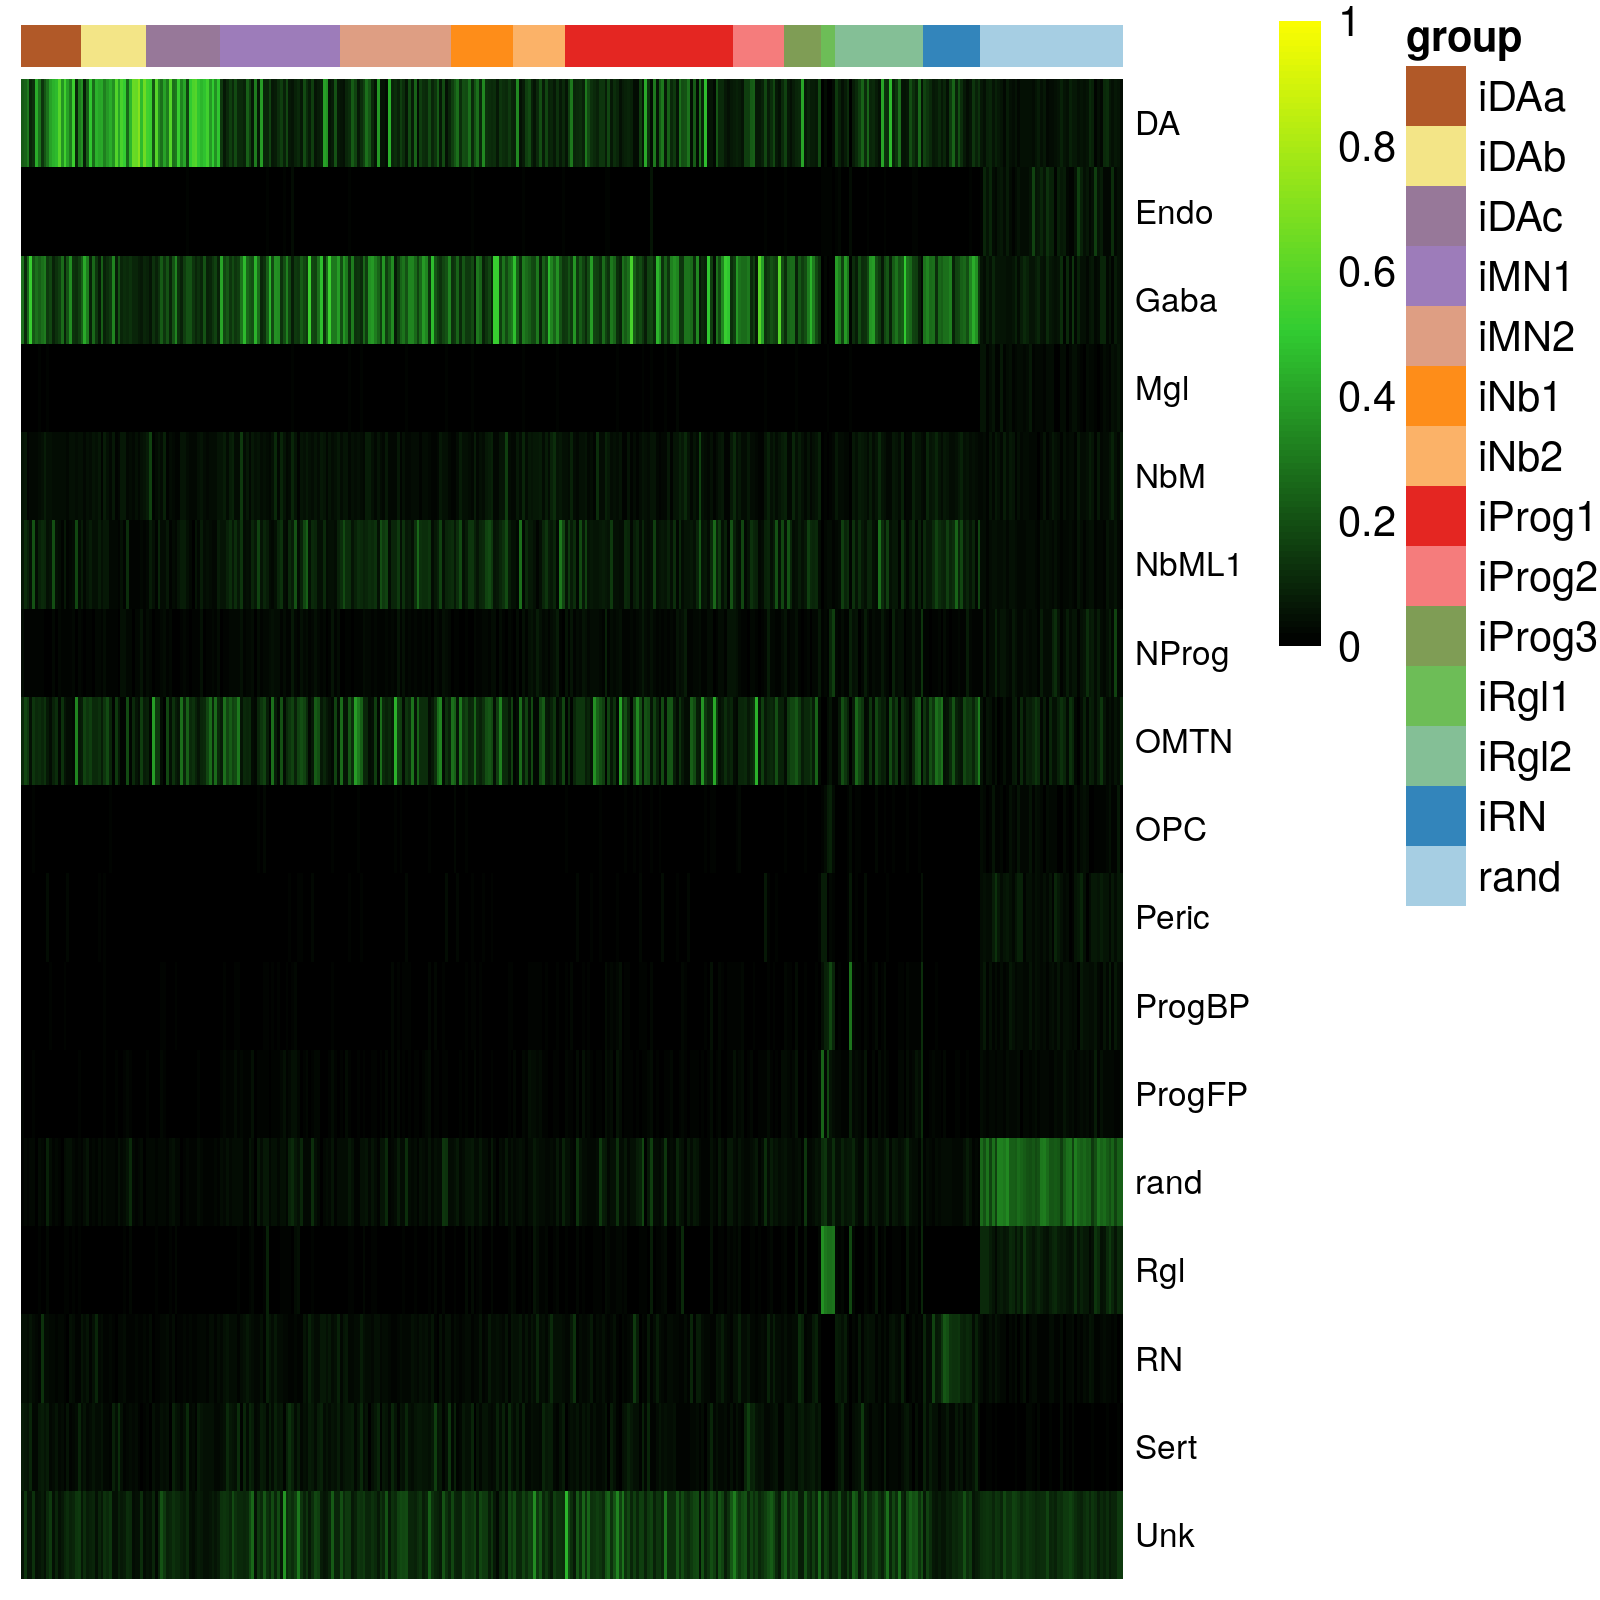 DA
Endo
Gaba
Mgl
NbM
NbML1
NProg
OMTN
OPC
Peric
ProgBP
ProgFP
rand
Rgl
RN
Sert
Unk
1
0.8
0.6
0.4
0.2
0
group
iDAa
iDAb
iDAc
iMN1
iMN2
iNb1
iNb2
iProg1
iProg2
iProg3
iRgl1
iRgl2
iRN
rand